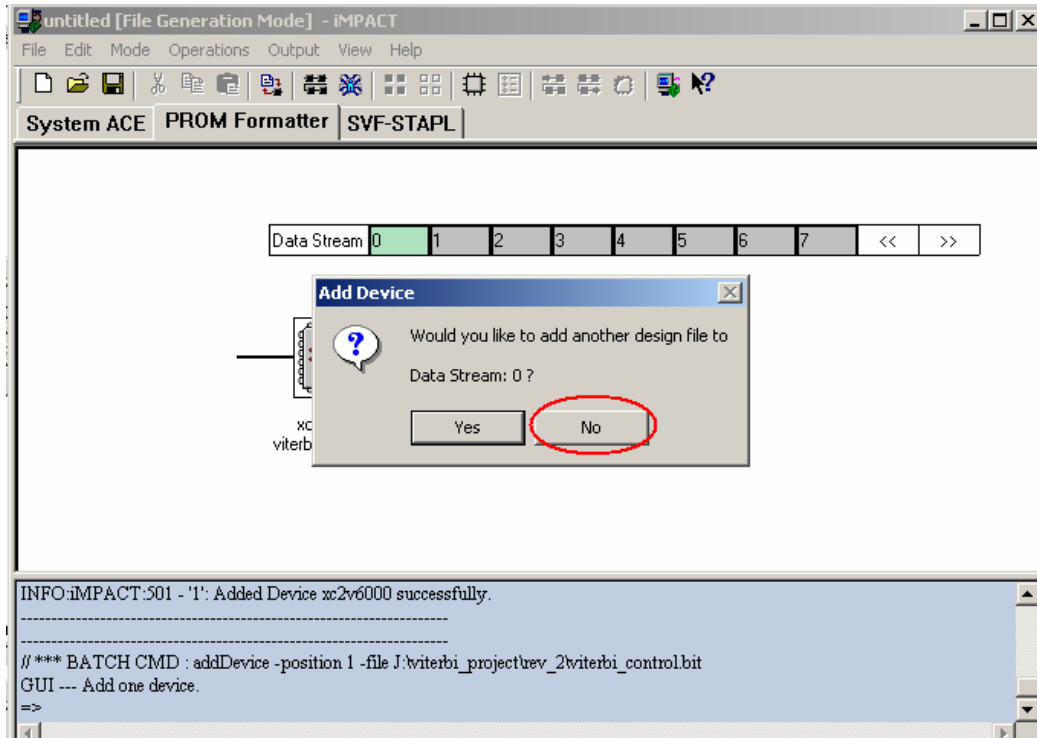 untitled [File Generation Mode] - iMPACT
File Edit Mode Operations Output View Help
System ACE PROM Formatter SVF-STAPL
Data Stream 0 1 2 3 4 5 6 7 << >>
Add Device
Would you like to add another design file to
Data Stream: 0 ?
Yes No
xc
viterb
INFO:iMPACT:501 - '1': Added Device xc2v6000 successfully.
----------------------------------------------------------------------
----------------------------------------------------------------------
// *** BATCH CMD : addDevice -position 1 -file J:\viterbi_project\rev_2\viterbi_control.bit
GUI --- Add one device.
=>